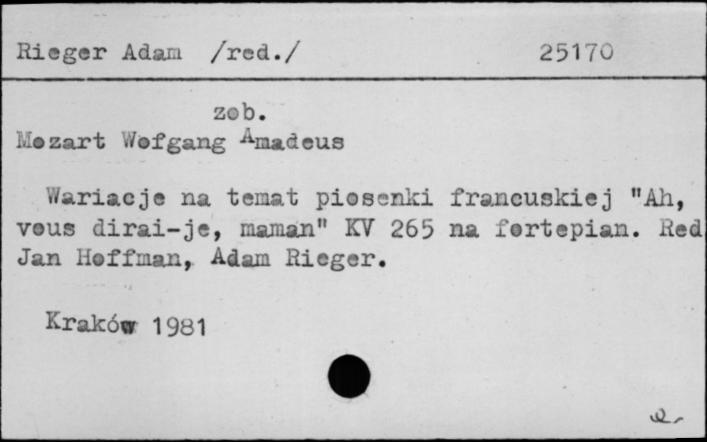 Rieger Adam /red./ 25170
zob.
Mozart Wofgang Amadeus
Wariacje na temat piosenki francuskiej "Ah,
vous dirai-je, maman" KV 265 na fortepian. Red
Jan Hoffman, Adam Rieger.
Kraków 1981